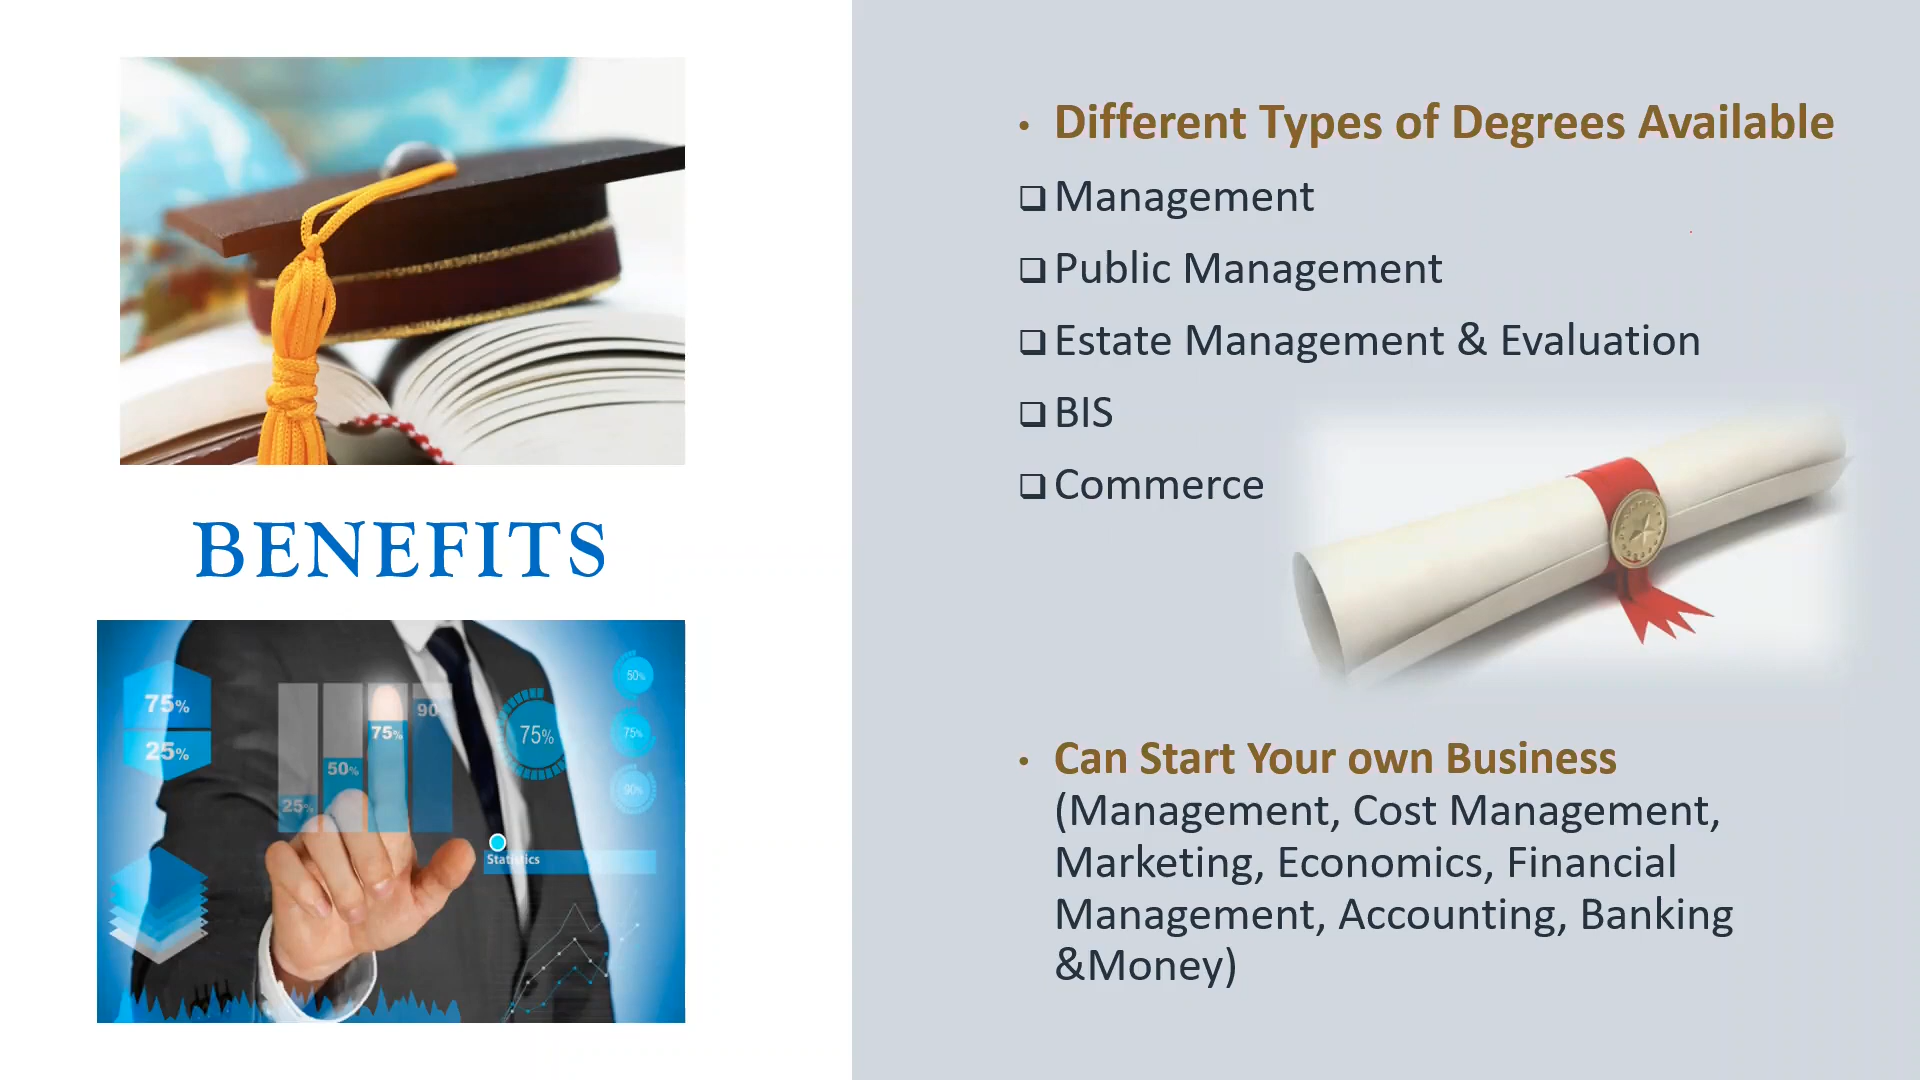 BENEFITS
75%
25%
25%
50%
75%
90
75%
50%
75%
90%
Statistics
• Different Types of Degrees Available
❑ Management
❑ Public Management
❑ Estate Management & Evaluation
❑ BIS
❑ Commerce
• Can Start Your own Business
(Management, Cost Management,
Marketing, Economics, Financial
Management, Accounting, Banking
&Money)